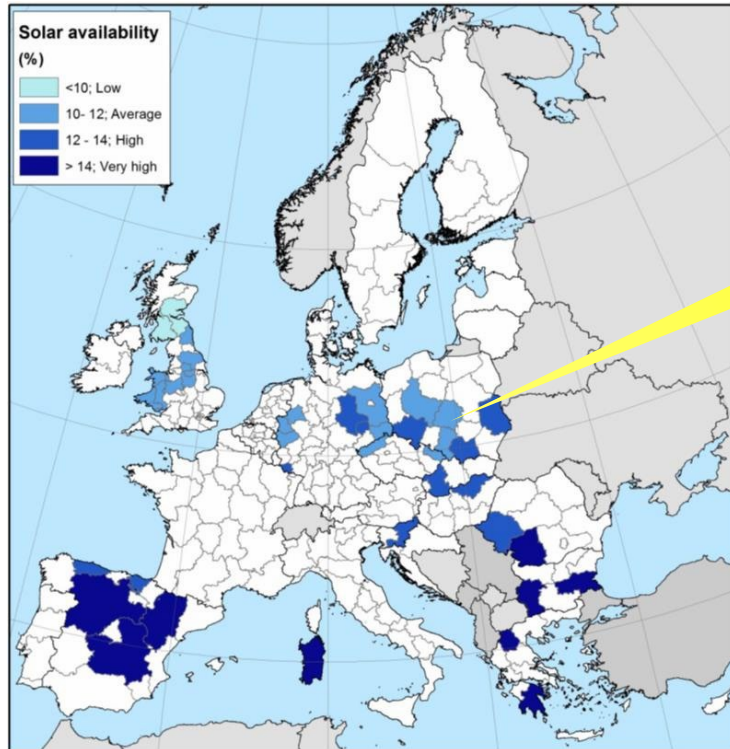 Solar availability
(%)
<10; Low
10- 12; Average
12 - 14; High
> 14; Very high